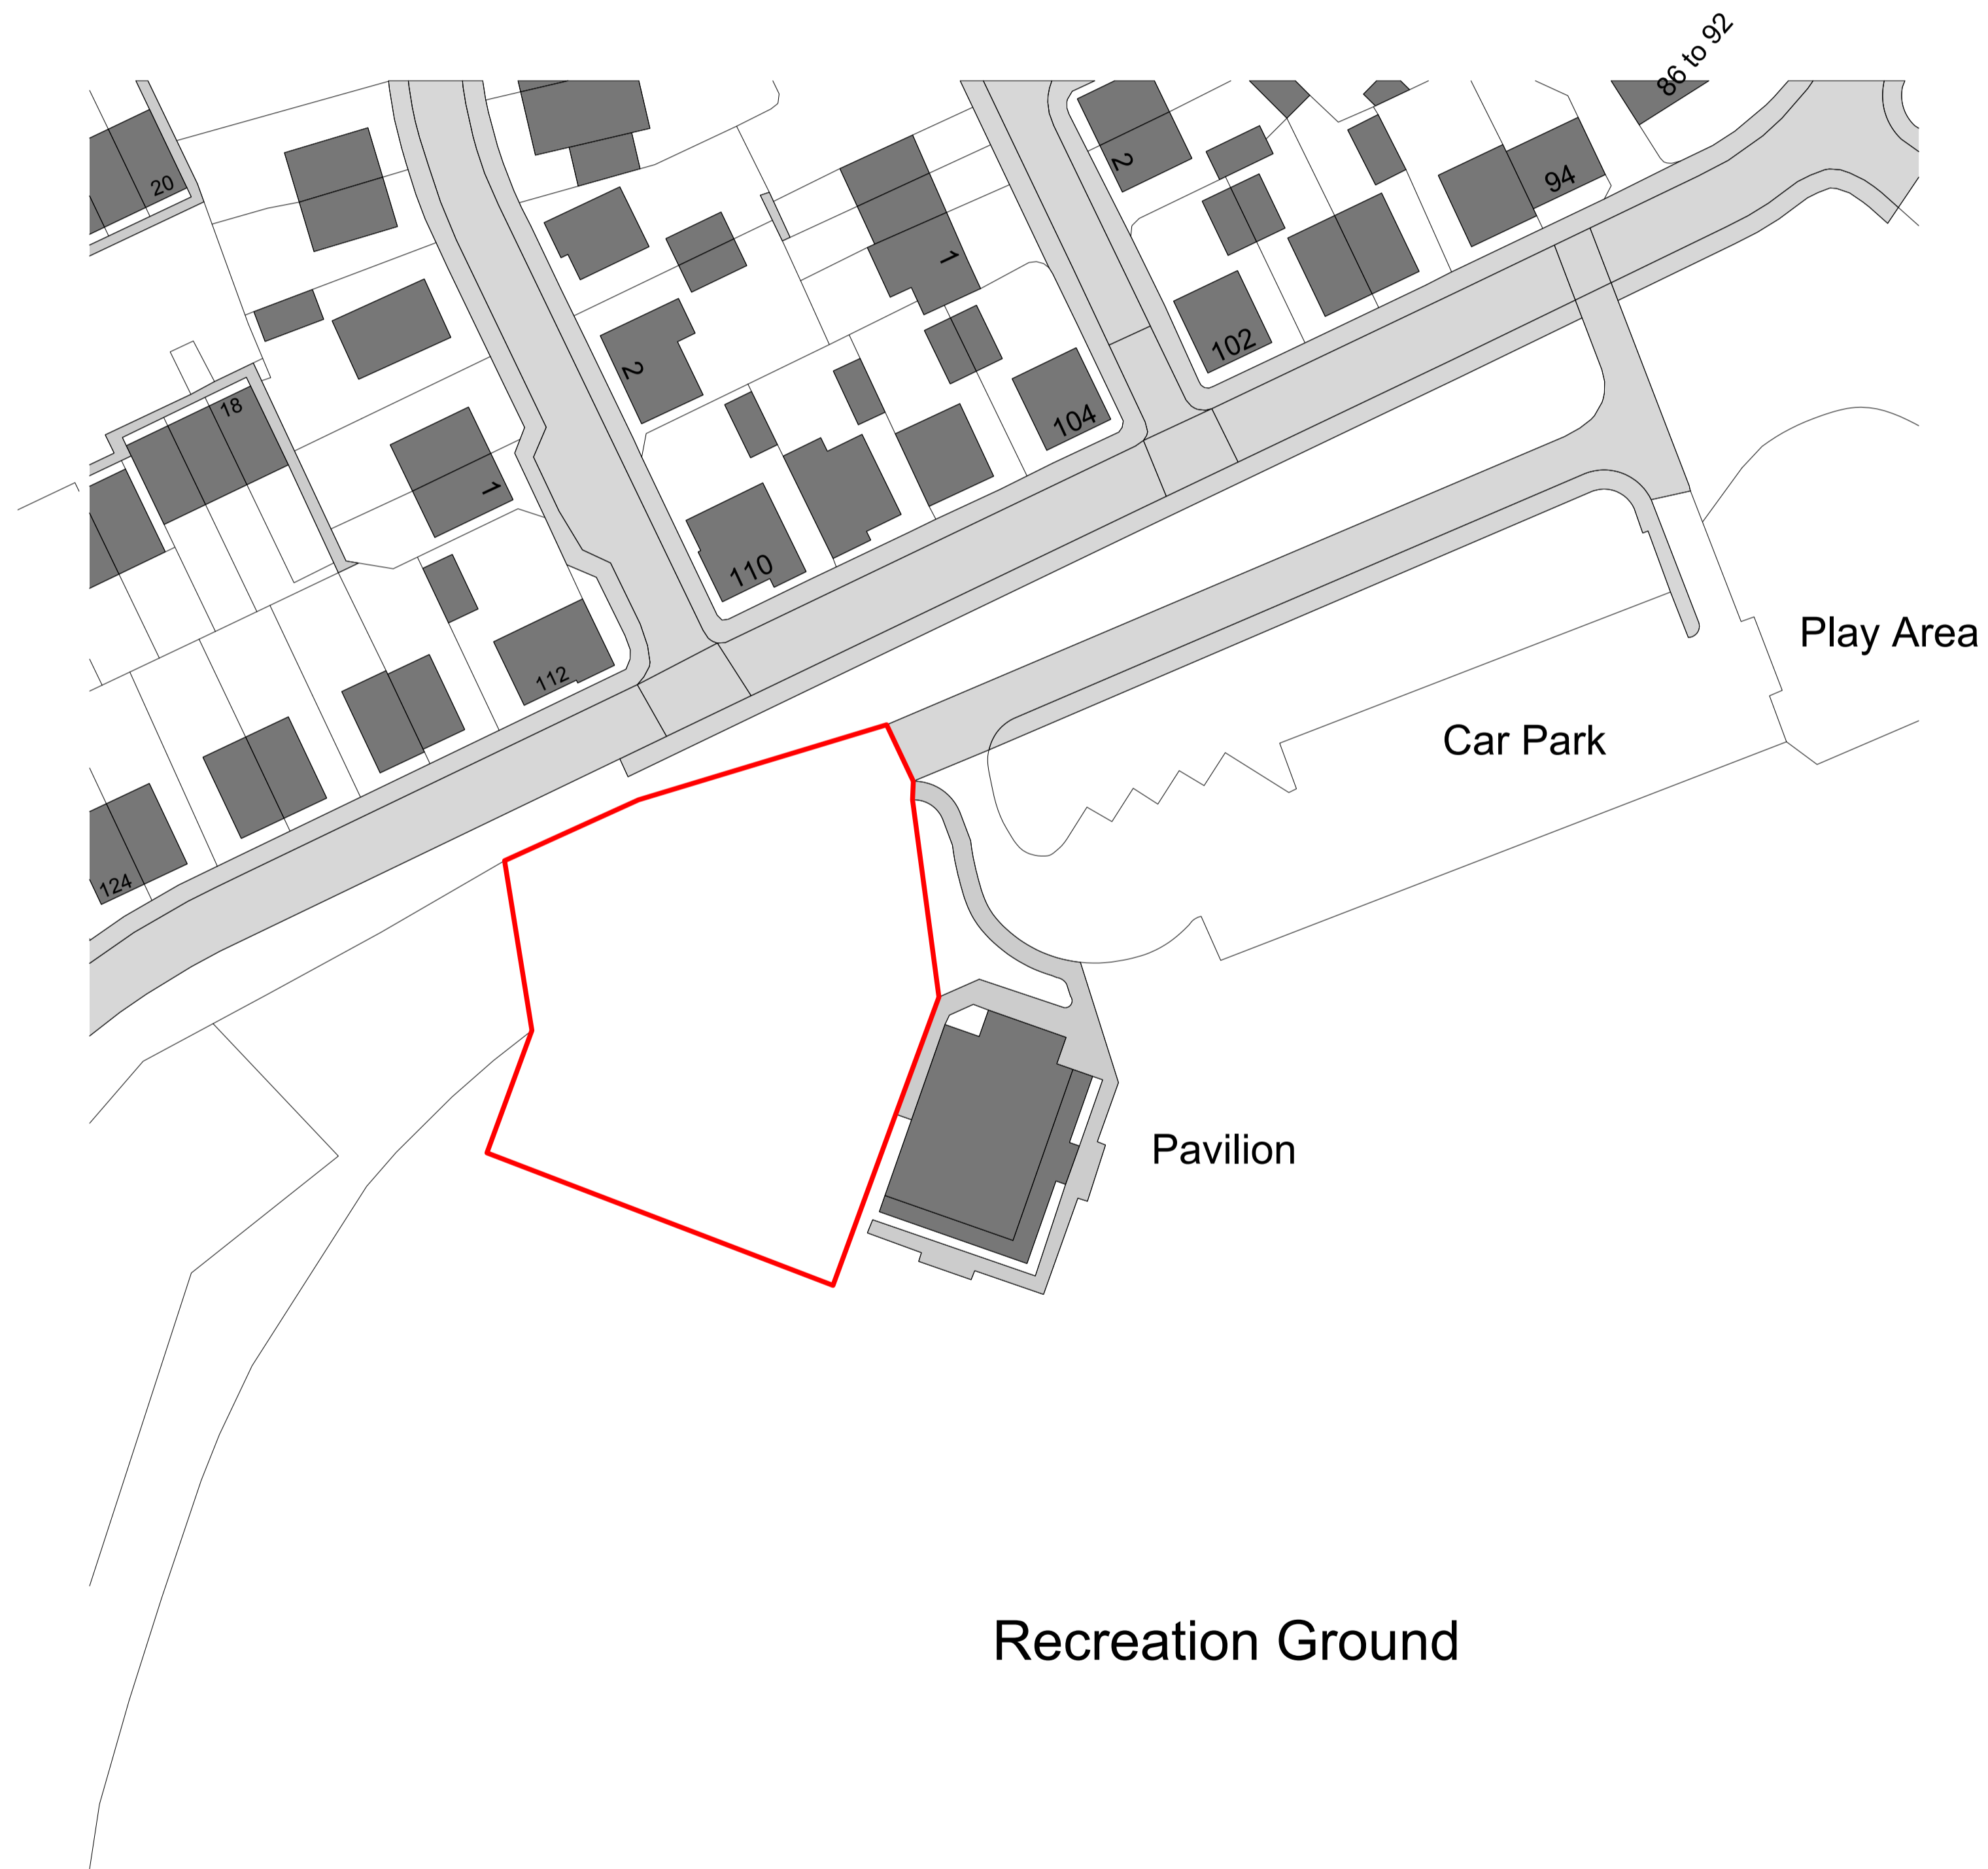 86 to 92
20
2
94
1
102
2
104
18
1
110
112
124
Play Area
Car Park
Pavilion
Recreation Ground